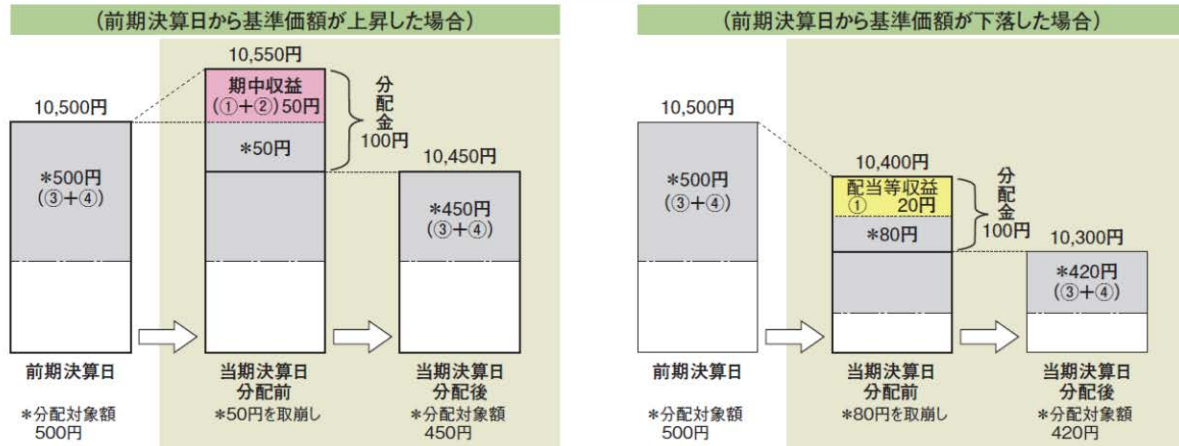 (前期決算日から基準価額が上昇した場合)
10,550円
10,500円
期中収益
(①+②)50円
*50円
分配金
100円
10,450円
*500円
(③+④)
*450円
(③+④)
前期決算日
当期決算日
分配前
当期決算日
分配後
*分配対象額
500円
*50円を取崩し
*分配対象額
450円
(前期決算日から基準価額が下落した場合)
10,500円
10,400円
*500円
(③+④)
配当等収益
① 20円
*80円
分配金
100円
10,300円
*420円
(③+④)
前期決算日
当期決算日
分配前
当期決算日
分配後
*分配対象額
500円
*80円を取崩し
*分配対象額
420円